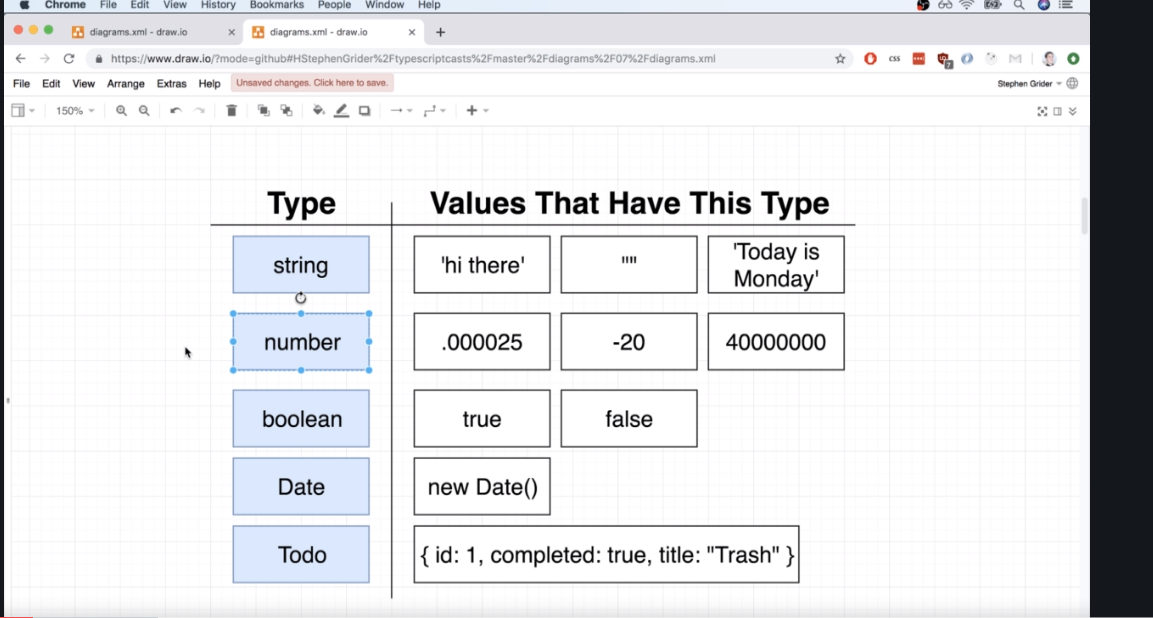 Chrome File Edit View History Bookmarks People Window Help
diagrams.xml - draw.io × diagrams.xml - draw.io × +
https://www.draw.io/?mode=github#HStephenGrider%2Ftypescriptcasts%2Fmaster%2Fdiagrams%2F07%2Fdiagrams.xml
css
File Edit View Arrange Extras Help Unsaved changes. Click here to save. Stephen Grider
150%
Type Values That Have This Type
string 'hi there' "" 'Today is
Monday'
number .000025 -20 40000000
boolean true false
Date new Date()
Todo { id: 1, completed: true, title: "Trash" }